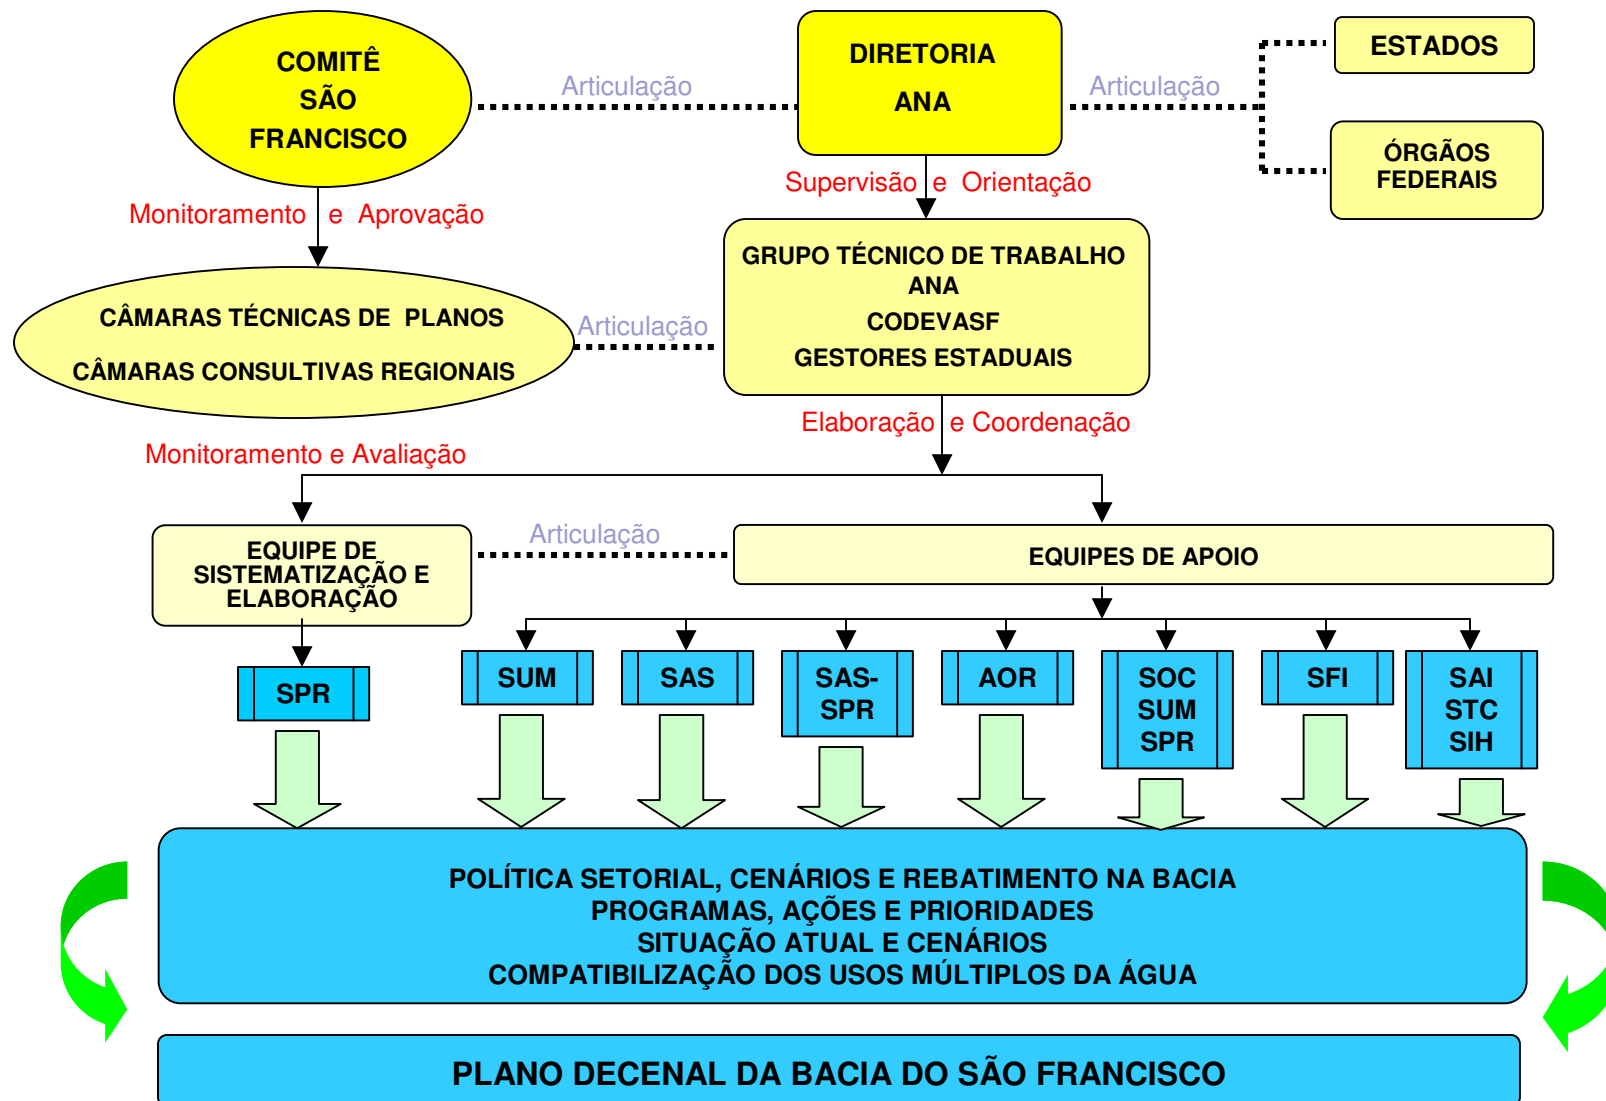 COMITÊ
SÃO
FRANCISCO
Articulação
DIRETORIA
ANA
Articulação
ESTADOS
ÓRGÃOS
FEDERAIS
Monitoramento e Aprovação
Supervisão e Orientação
CÂMARAS TÉCNICAS DE PLANOS
CÂMARAS CONSULTIVAS REGIONAIS
Articulação
GRUPO TÉCNICO DE TRABALHO
ANA
CODEVASF
GESTORES ESTADUAIS
Elaboração e Coordenação
Monitoramento e Avaliação
EQUIPE DE
SISTEMATIZAÇÃO E
ELABORAÇÃO
Articulação
EQUIPES DE APOIO
SPR
SUM
SAS
SAS-
SPR
AOR
SOC
SUM
SPR
SFI
SAI
STC
SIH
POLÍTICA SETORIAL, CENÁRIOS E REBATIMENTO NA BACIA
PROGRAMAS, AÇÕES E PRIORIDADES
SITUAÇÃO ATUAL E CENÁRIOS
COMPATIBILIZAÇÃO DOS USOS MÚLTIPLOS DA ÁGUA
PLANO DECENAL DA BACIA DO SÃO FRANCISCO